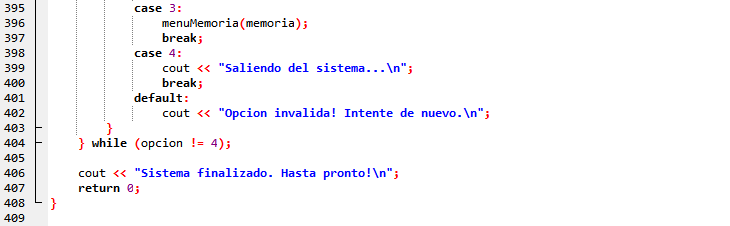 395 case 3:
396 menuMemoria(memoria);
397 break;
398 case 4:
399 cout << "Saliendo del sistema...\n";
400 break;
401 default:
402 cout << "Opcion invalida! Intente de nuevo.\n";
403 }
404 } while (opcion != 4);
405
406 cout << "Sistema finalizado. Hasta pronto!\n";
407 return 0;
408 }
409